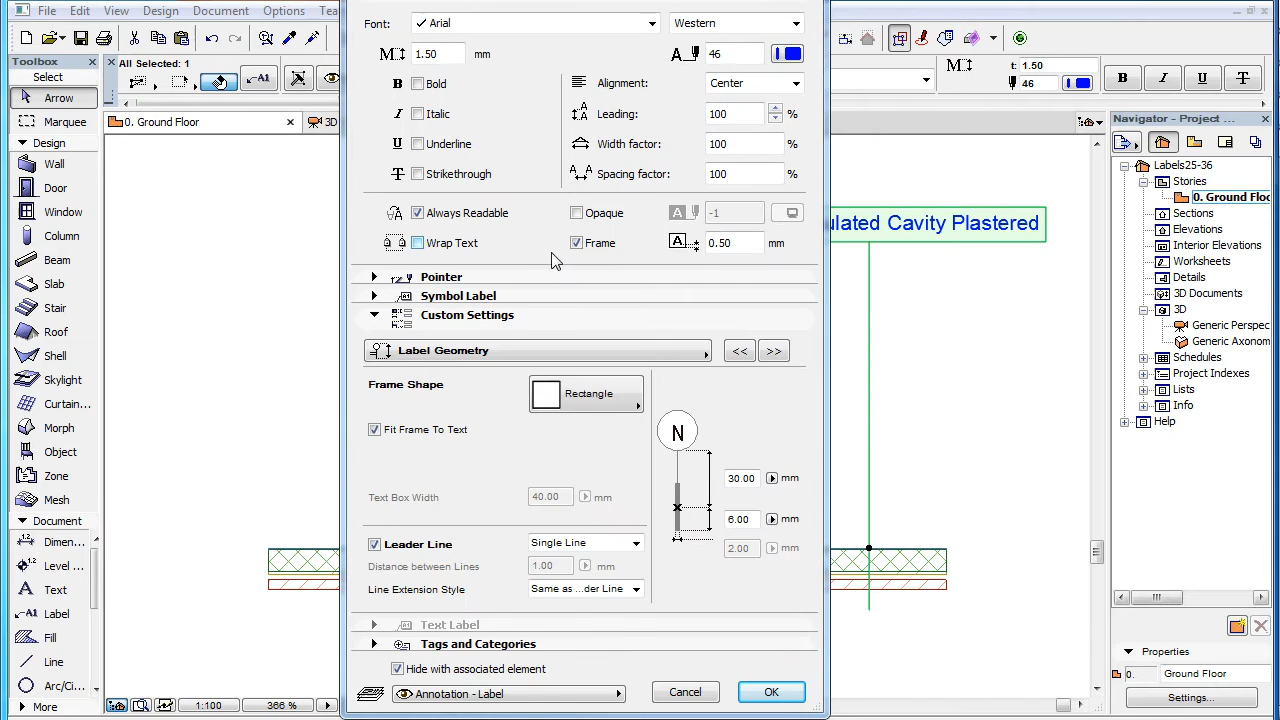 File
Edit
View
Design
Document
Options
All Selected: 1
Toolbox
Select
Arrow
Marquee
Design
Wall
Door
Window
Column
Beam
Slab
Stair
Roof
Shell
Skylight
Curtain...
Morph
Object
Zone
Mesh
Document
Dimen...
Level ...
Text
Label
Fill
Line
Arc/Ci...
More
0. Ground Floor
3D
1:100
366 %
Font:
Arial
Western
1.50
mm
46
Bold
Alignment:
Center
Italic
Leading:
100
%
Underline
Width factor:
100
%
Strikethrough
Spacing factor:
100
%
Always Readable
Opaque
-1
Wrap Text
Frame
0.50
mm
Pointer
Symbol Label
Custom Settings
Label Geometry
<<
>>
Frame Shape
Rectangle
Fit Frame To Text
N
30.00
mm
Text Box Width
40.00
mm
6.00
mm
Leader Line
Single Line
2.00
mm
Distance between Lines
1.00
mm
Line Extension Style
Same as ...der Line
Text Label
Tags and Categories
Hide with associated element
Annotation - Label
Cancel
OK
t: 1.50
46
B
I
U
T
ulated Cavity Plastered
Navigator - Project ...
Labels25-36
Stories
0. Ground Floo
Sections
Elevations
Interior Elevations
Worksheets
Details
3D Documents
3D
Generic Perspec
Generic Axonom
Schedules
Project Indexes
Lists
Info
Help
Properties
0.
Ground Floor
Settings...